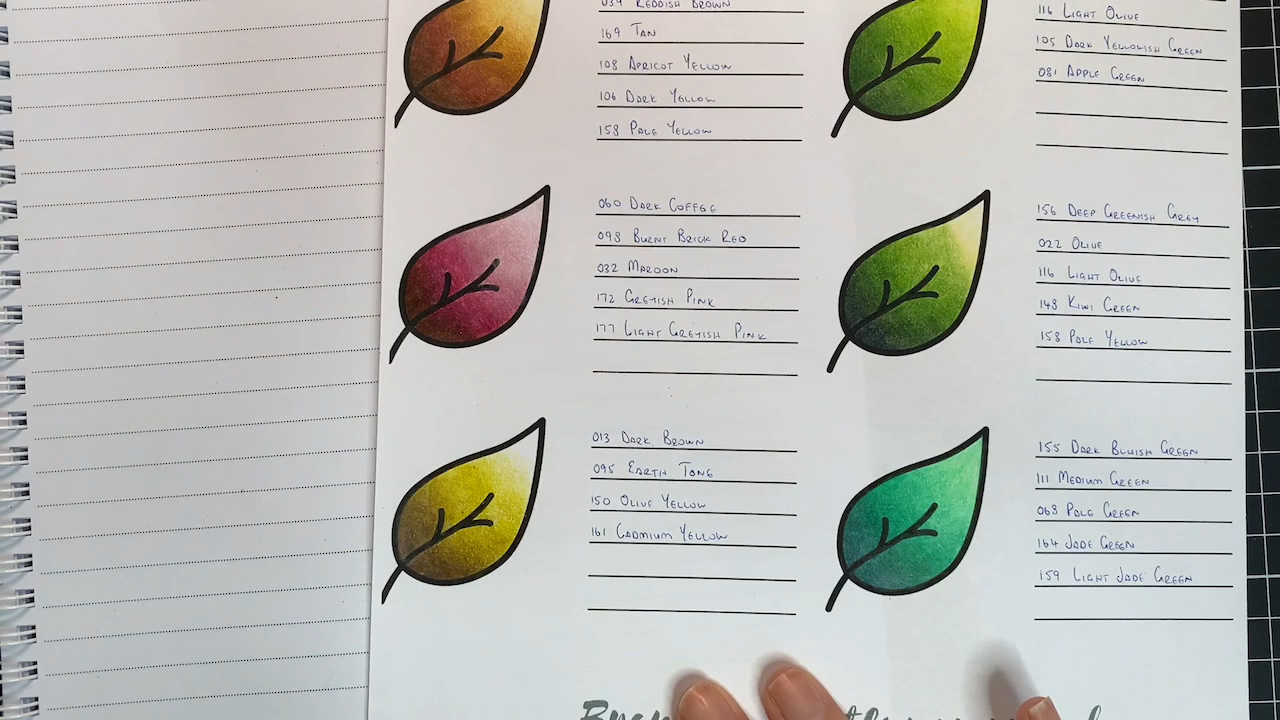 039 REDDISH BROWN
169 TAN
108 APRICOT YELLOW
106 DARK YELLOW
158 PALE YELLOW
116 LIGHT OLIVE
105 DARK YELLOWISH GREEN
081 APPLE GREEN
060 DARK COFFEE
098 BURNT BRICK RED
032 MAROON
172 GREYISH PINK
177 LIGHT GREYISH PINK
156 DEEP GREENISH GREY
022 OLIVE
116 LIGHT OLIVE
148 KIWI GREEN
158 PALE YELLOW
013 DARK BROWN
095 EARTH TONE
150 OLIVE YELLOW
161 CADMIUM YELLOW
155 DARK BLUISH GREEN
111 MEDIUM GREEN
068 PALE GREEN
164 JADE GREEN
159 LIGHT JADE GREEN